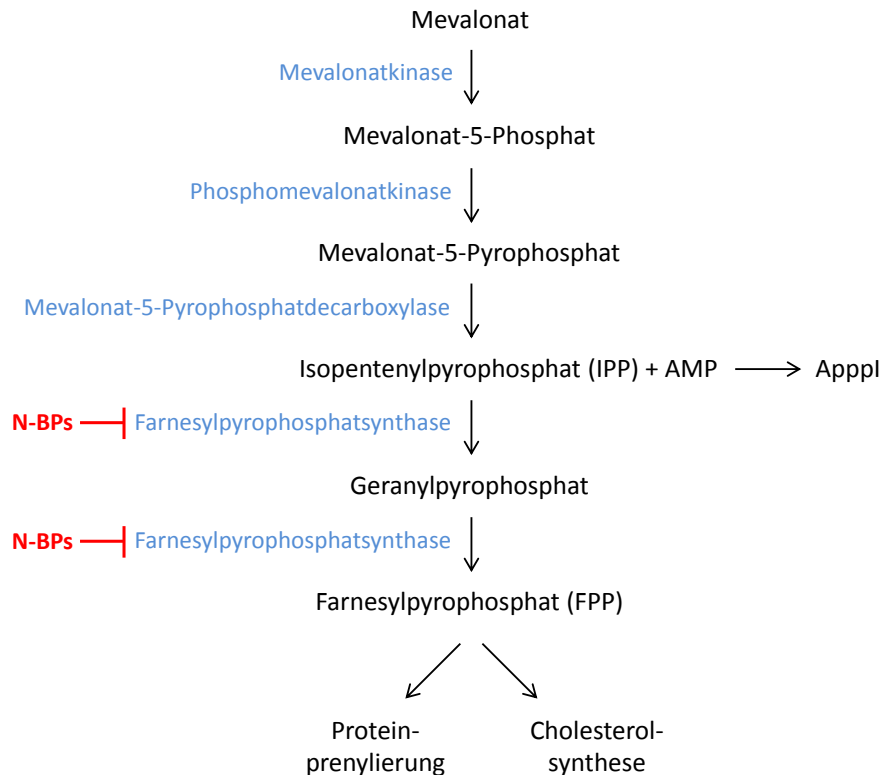 Mevalonat
Mevalonatkinase
Mevalonat-5-Phosphat
Phosphomevalonatkinase
Mevalonat-5-Pyrophosphat
Mevalonat-5-Pyrophosphatdecarboxylase
Isopentenylpyrophosphat (IPP) + AMP ApppI
N-BPs Farnesylpyrophosphatsynthase
Geranylpyrophosphat
N-BPs Farnesylpyrophosphatsynthase
Farnesylpyrophosphat (FPP)
Protein-
prenylierung
Cholesterol-
synthese